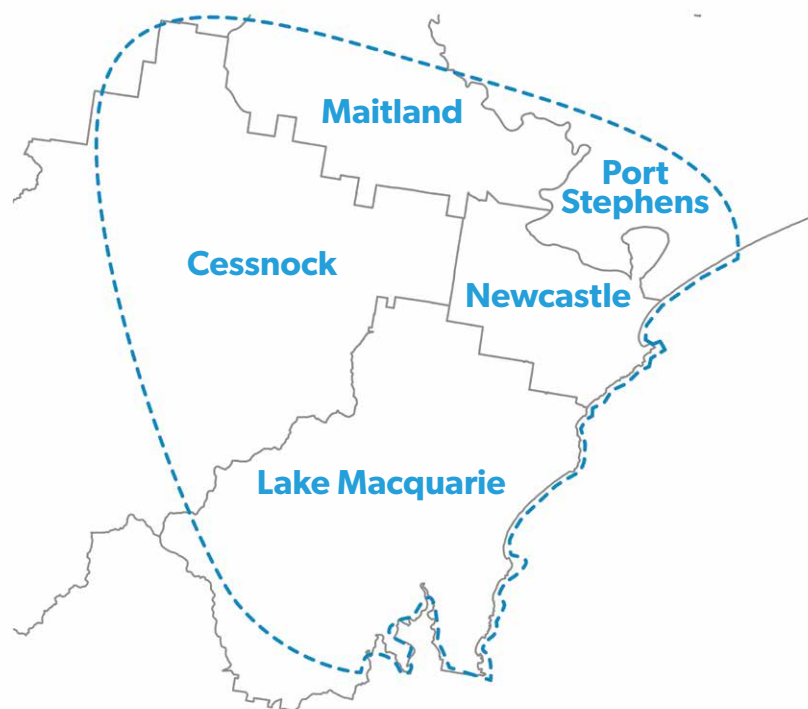 Maitland
Port
Stephens
Cessnock
Newcastle
Lake Macquarie